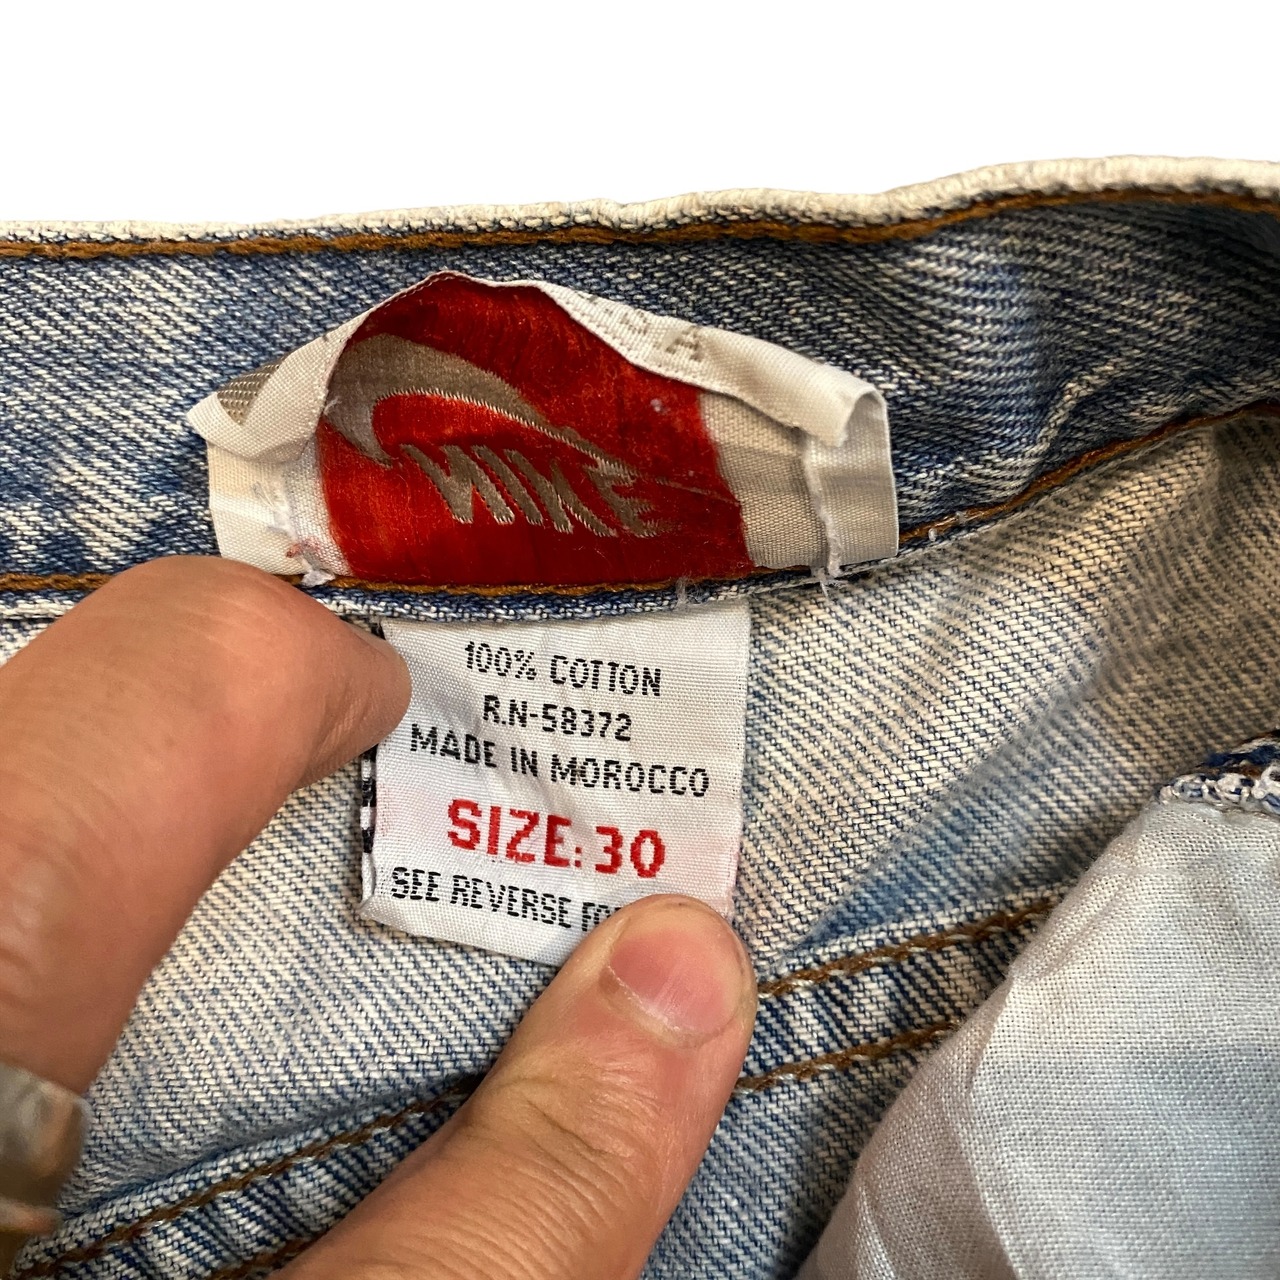 A
NIKE
100% COTTON
R.N-58372
MADE IN MOROCCO
SIZE: 30
SEE REVERSE